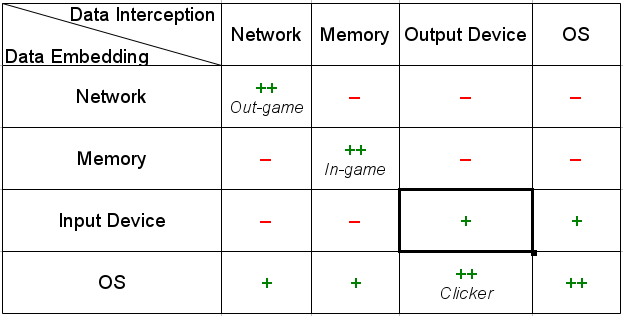 Data Interception
Data Embedding
Network Memory Output Device OS
Network ++ − − −
Out-game
Memory − ++ − −
In-game
Input Device − − + +
OS + + ++ ++
Clicker